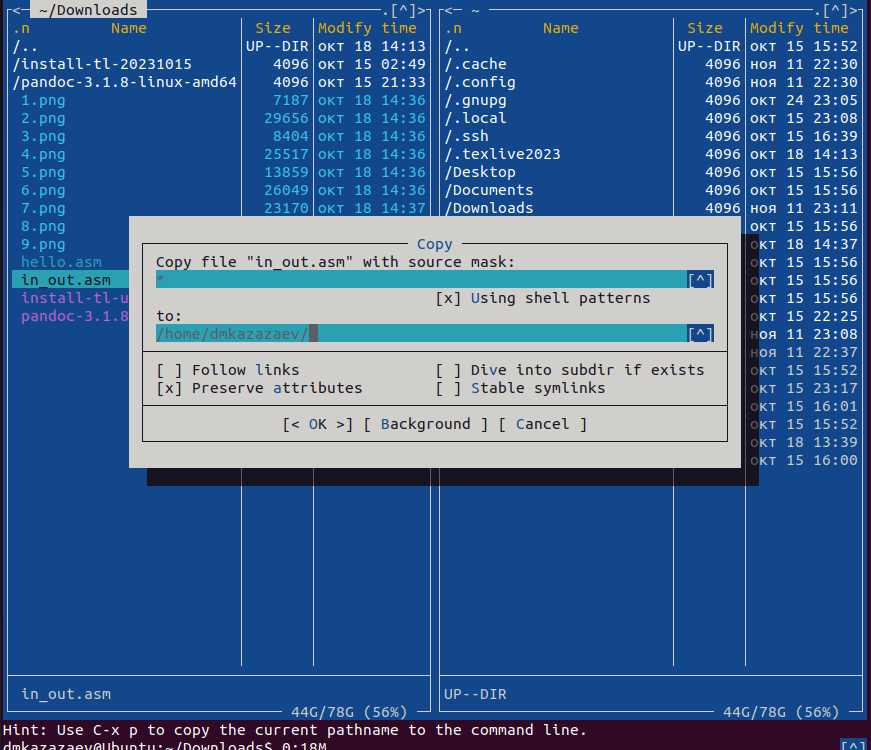 <─ ~/Downloads .[^]> <─ ~ .[^]>
.n Name Size Modify time .n Name Size Modify time
/.. UP--DIR окт 18 14:13 /.. UP--DIR окт 15 15:52
/install-tl-20231015 4096 окт 15 02:49 /.cache 4096 ноя 11 22:30
/pandoc-3.1.8-linux-amd64 4096 окт 15 21:33 /.config 4096 ноя 11 22:30
1.png 7187 окт 18 14:36 /.gnupg 4096 окт 24 23:05
2.png 29656 окт 18 14:36 /.local 4096 окт 15 23:08
3.png 8404 окт 18 14:36 /.ssh 4096 окт 15 16:39
4.png 25517 окт 18 14:36 /.texlive2023 4096 окт 18 14:13
5.png 13859 окт 18 14:36 /Desktop 4096 окт 15 15:56
6.png 26049 окт 18 14:36 /Documents 4096 окт 15 15:56
7.png 23170 окт 18 14:37 /Downloads 4096 ноя 11 23:11
8.png окт 15 15:56
9.png Copy окт 18 14:37
hello.asm Copy file "in_out.asm" with source mask: окт 15 15:56
in_out.asm * [^] окт 15 15:56
install-tl-u [x] Using shell patterns окт 15 15:56
pandoc-3.1.8 to: окт 15 22:25
/home/dmkazazaev/ [^] ноя 11 23:08
ноя 11 22:37
[ ] Follow links [ ] Dive into subdir if exists окт 15 15:52
[x] Preserve attributes [ ] Stable symlinks окт 15 23:17
окт 15 16:01
[< OK >] [ Background ] [ Cancel ] окт 15 15:52
окт 18 13:39
окт 15 16:00
in_out.asm UP--DIR
44G/78G (56%) 44G/78G (56%)
Hint: Use C-x p to copy the current pathname to the command line.
dmkazazaev@Ubuntu:~/Downloads$ 0:18M [^]